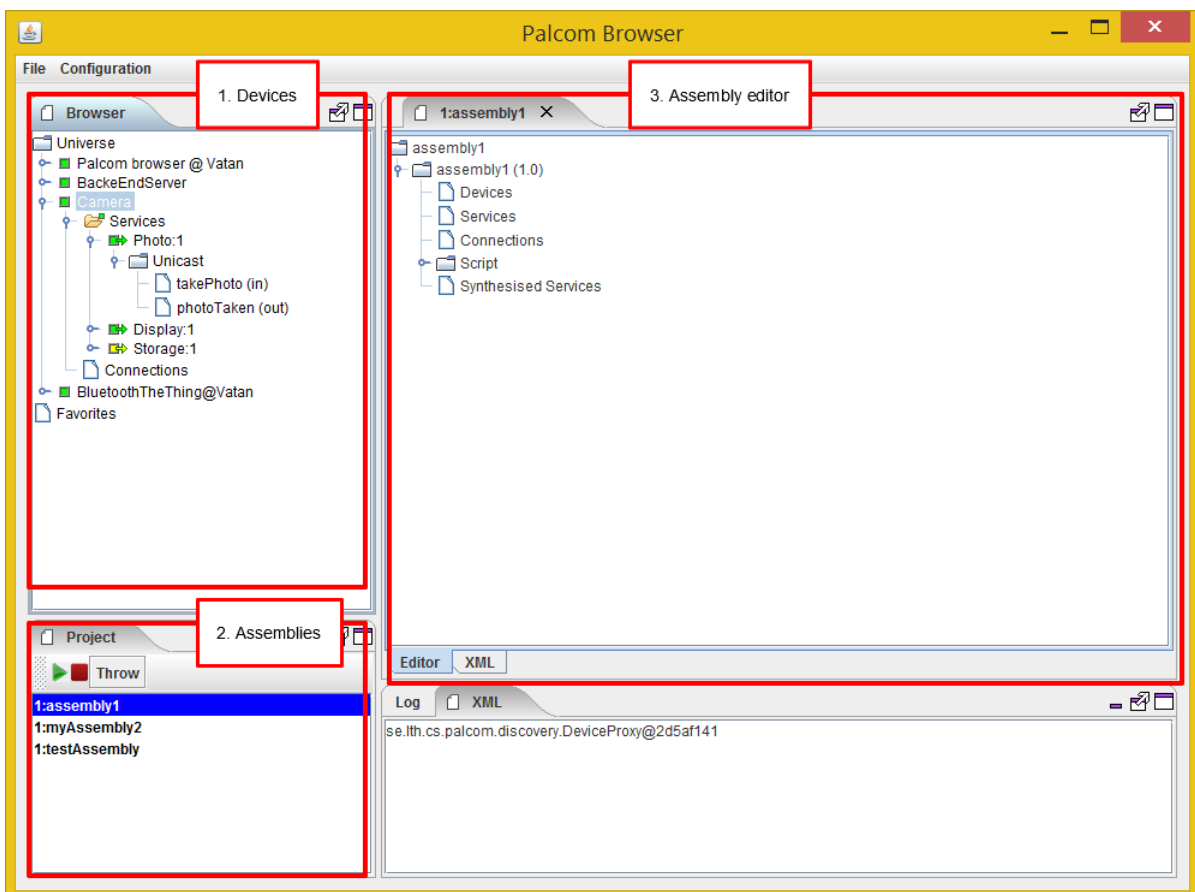 Palcom Browser
File Configuration
1. Devices
3. Assembly editor
Browser
Universe
Palcom browser @ Vatan
BackeEndServer
Camera
Services
Photo:1
Unicast
takePhoto (in)
photoTaken (out)
Display:1
Storage:1
Connections
BluetoothTheThing@Vatan
Favorites
1:assembly1
assembly1
assembly1 (1.0)
Devices
Services
Connections
Script
Synthesised Services
Editor XML
2. Assemblies
Project
Throw
1:assembly1
1:myAssembly2
1:testAssembly
Log XML
se.lth.cs.palcom.discovery.DeviceProxy@2d5af141